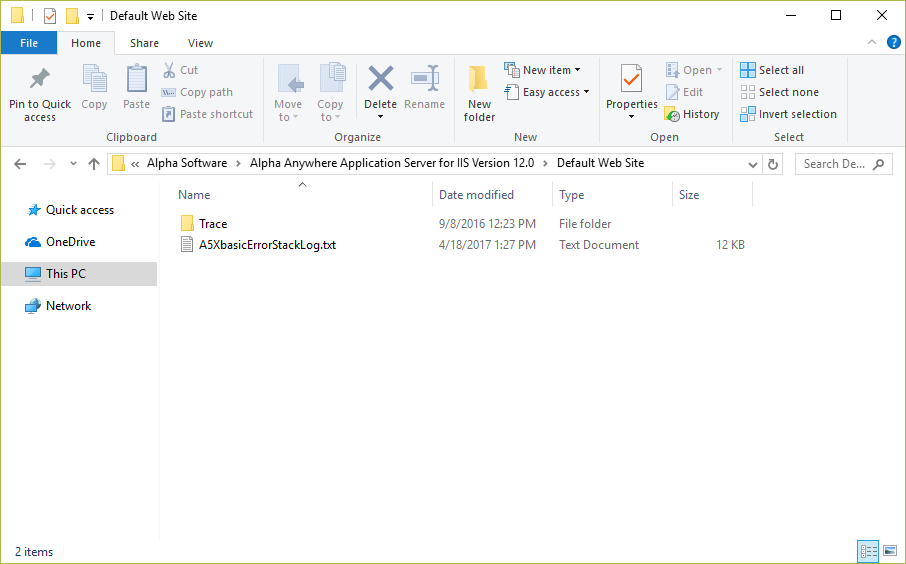 Default Web Site
File Home Share View
Pin to Quick access
Copy
Paste
Cut
Copy path
Paste shortcut
Clipboard
Move to
Copy to
Delete
Rename
Organize
New folder
New item
Easy access
New
Properties
Open
Edit
History
Open
Select all
Select none
Invert selection
Select
« Alpha Software > Alpha Anywhere Application Server for IIS Version 12.0 > Default Web Site
Search De...
Name Date modified Type Size
Quick access
OneDrive
This PC
Network
Trace 9/8/2016 12:23 PM File folder
A5XbasicErrorStackLog.txt 4/18/2017 1:27 PM Text Document 12 KB
2 items